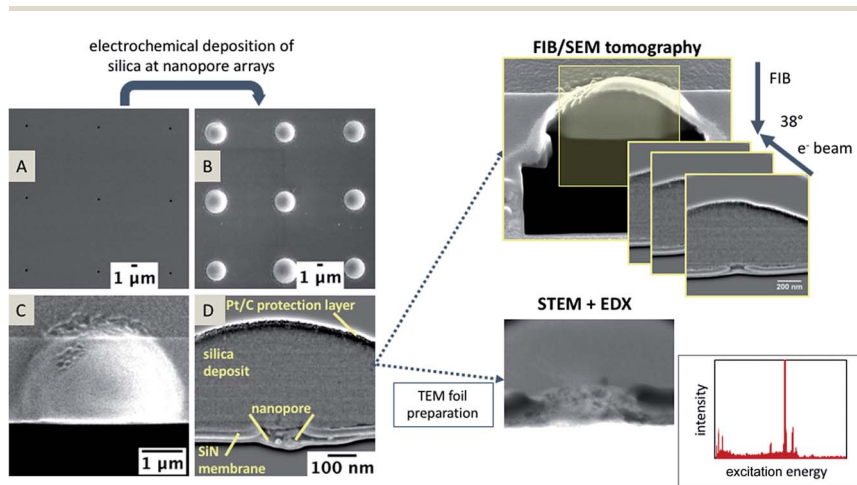 electrochemical deposition of
silica at nanopore arrays
A
B
1 µm
1 µm
C
D
Pt/C protection layer
silica
deposit
nanopore
SiN
membrane
1 µm
100 nm
FIB/SEM tomography
FIB
38°
e- beam
200 nm
STEM + EDX
TEM foil
preparation
intensity
excitation energy